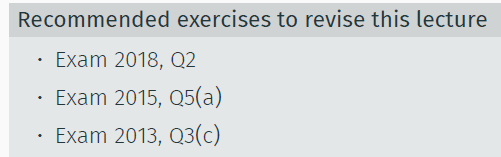 Recommended exercises to revise this lecture
· Exam 2018, Q2
· Exam 2015, Q5(a)
· Exam 2013, Q3(c)